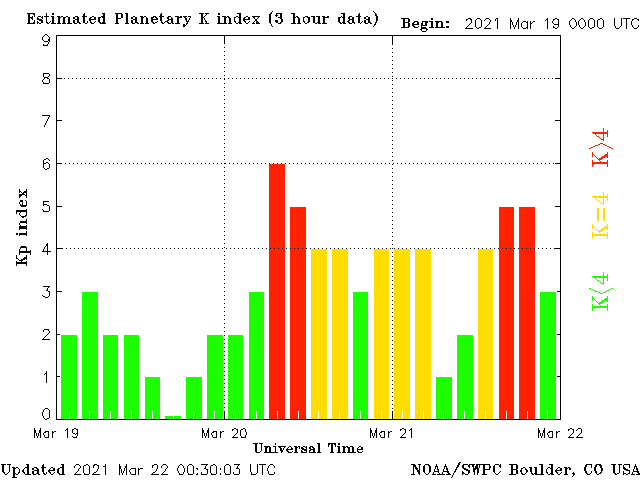 Estimated Planetary K index (3 hour data)
Begin: 2021 Mar 19 0000 UTC
9
8
7
6
5
4
3
2
1
0
Kp index
K>4
K=4
K<4
Mar 19
Mar 20
Mar 21
Mar 22
Universal Time
Updated 2021 Mar 22 00:30:03 UTC
NOAA/SWPC Boulder, CO USA